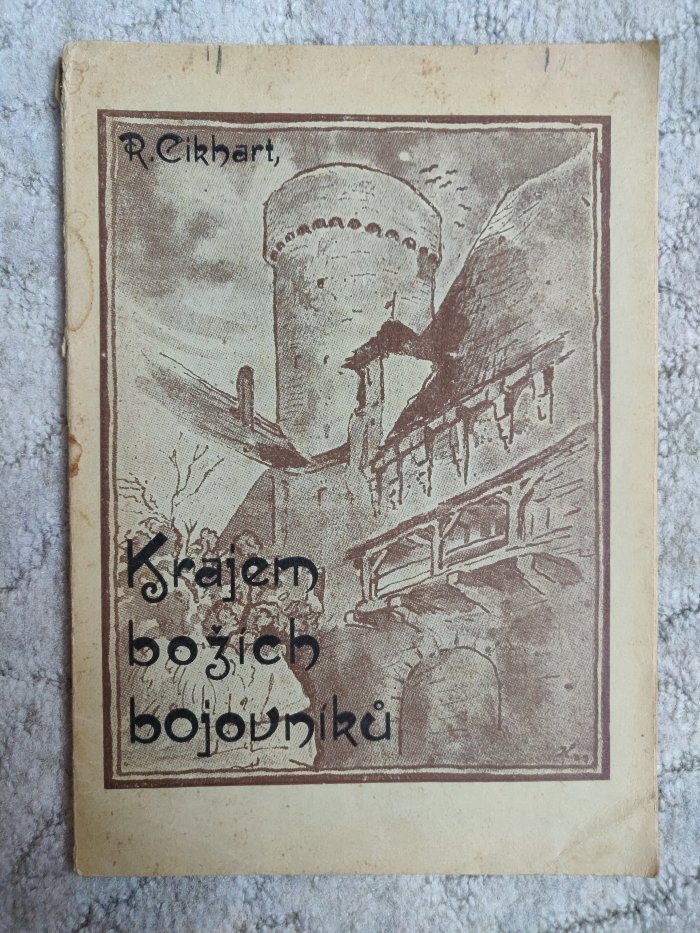 R. Cikhart,
Krajem
božích
bojovníků